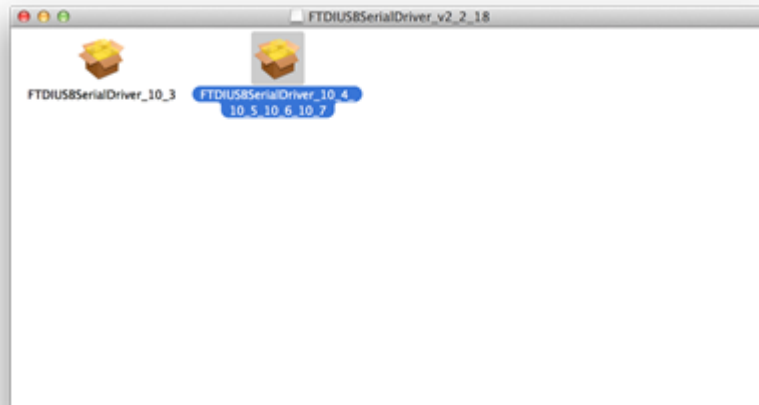 FTDIUSBSerialDriver_v2_2_18
FTDIUSBSerialDriver_10_3
FTDIUSBSerialDriver_10_4_
10_5_10_6_10_7